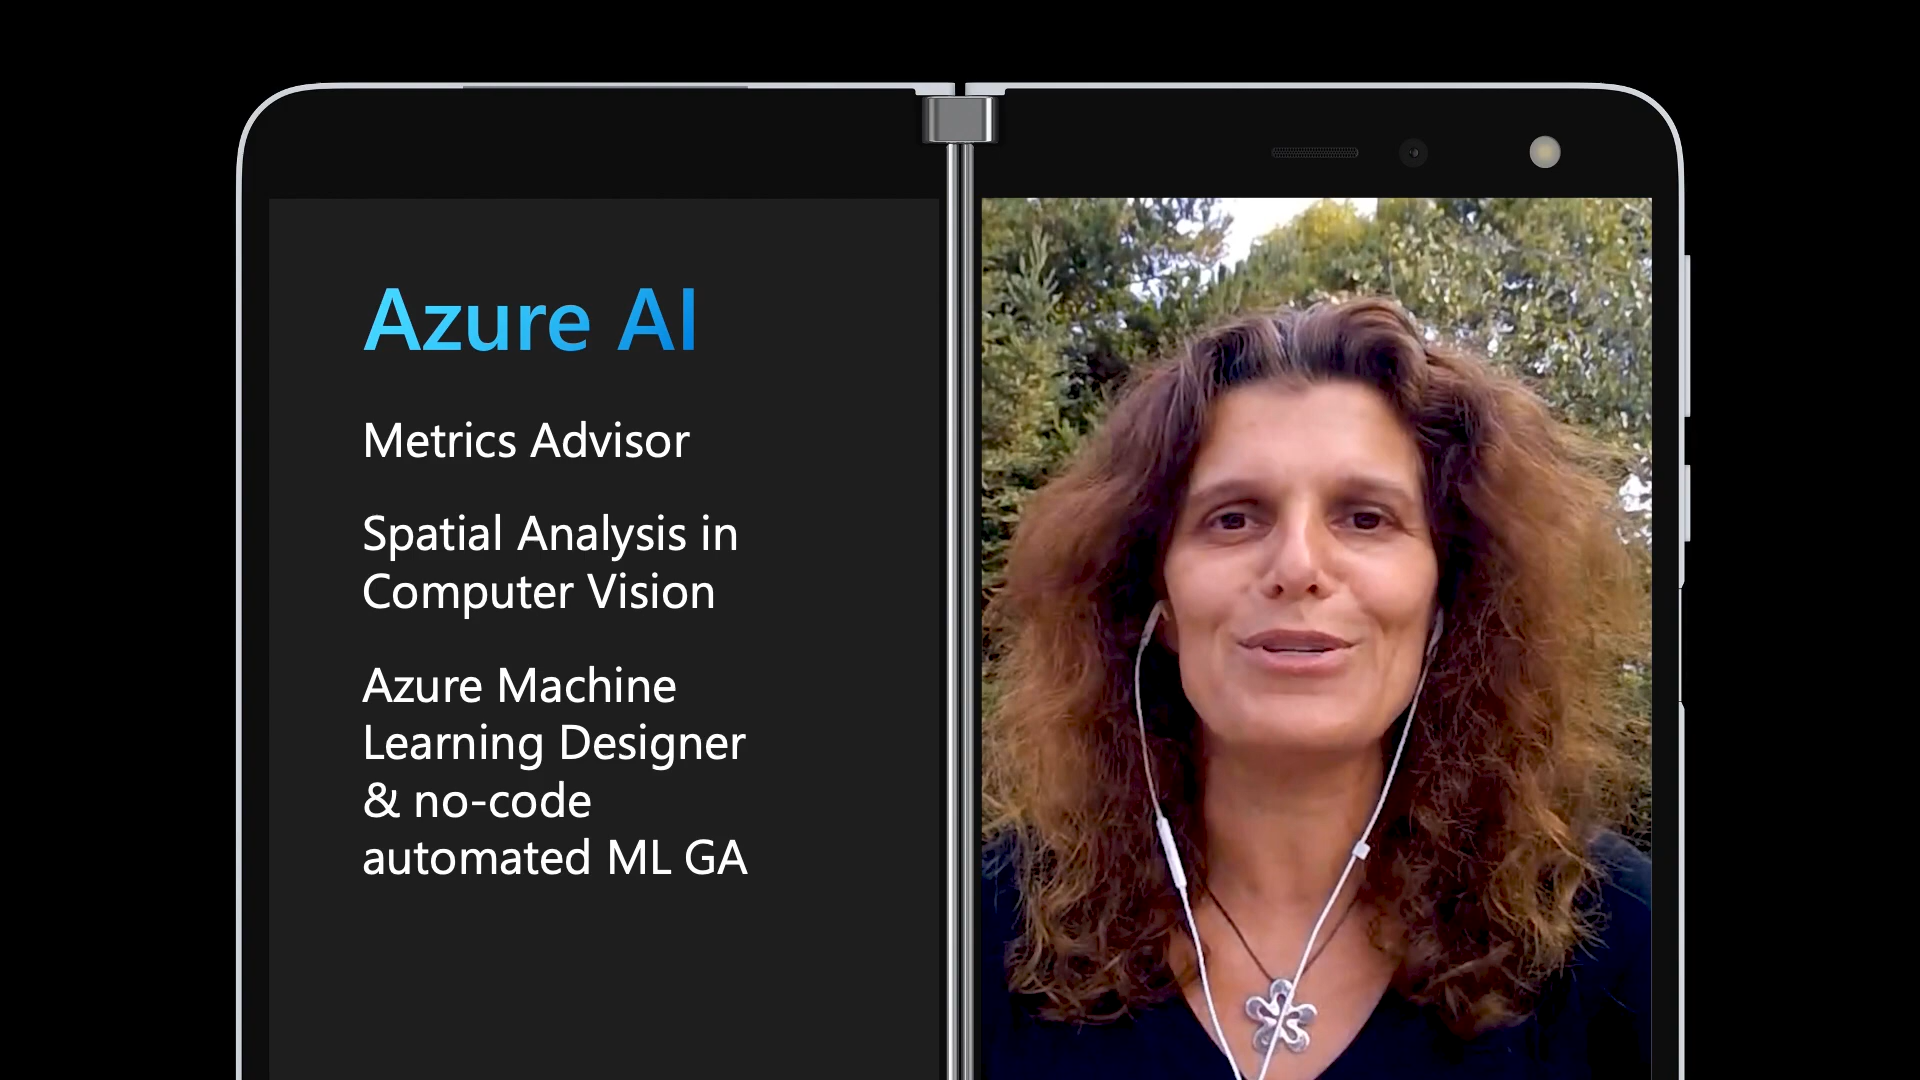 Azure AI
Metrics Advisor
Spatial Analysis in
Computer Vision
Azure Machine
Learning Designer
& no-code
automated ML GA